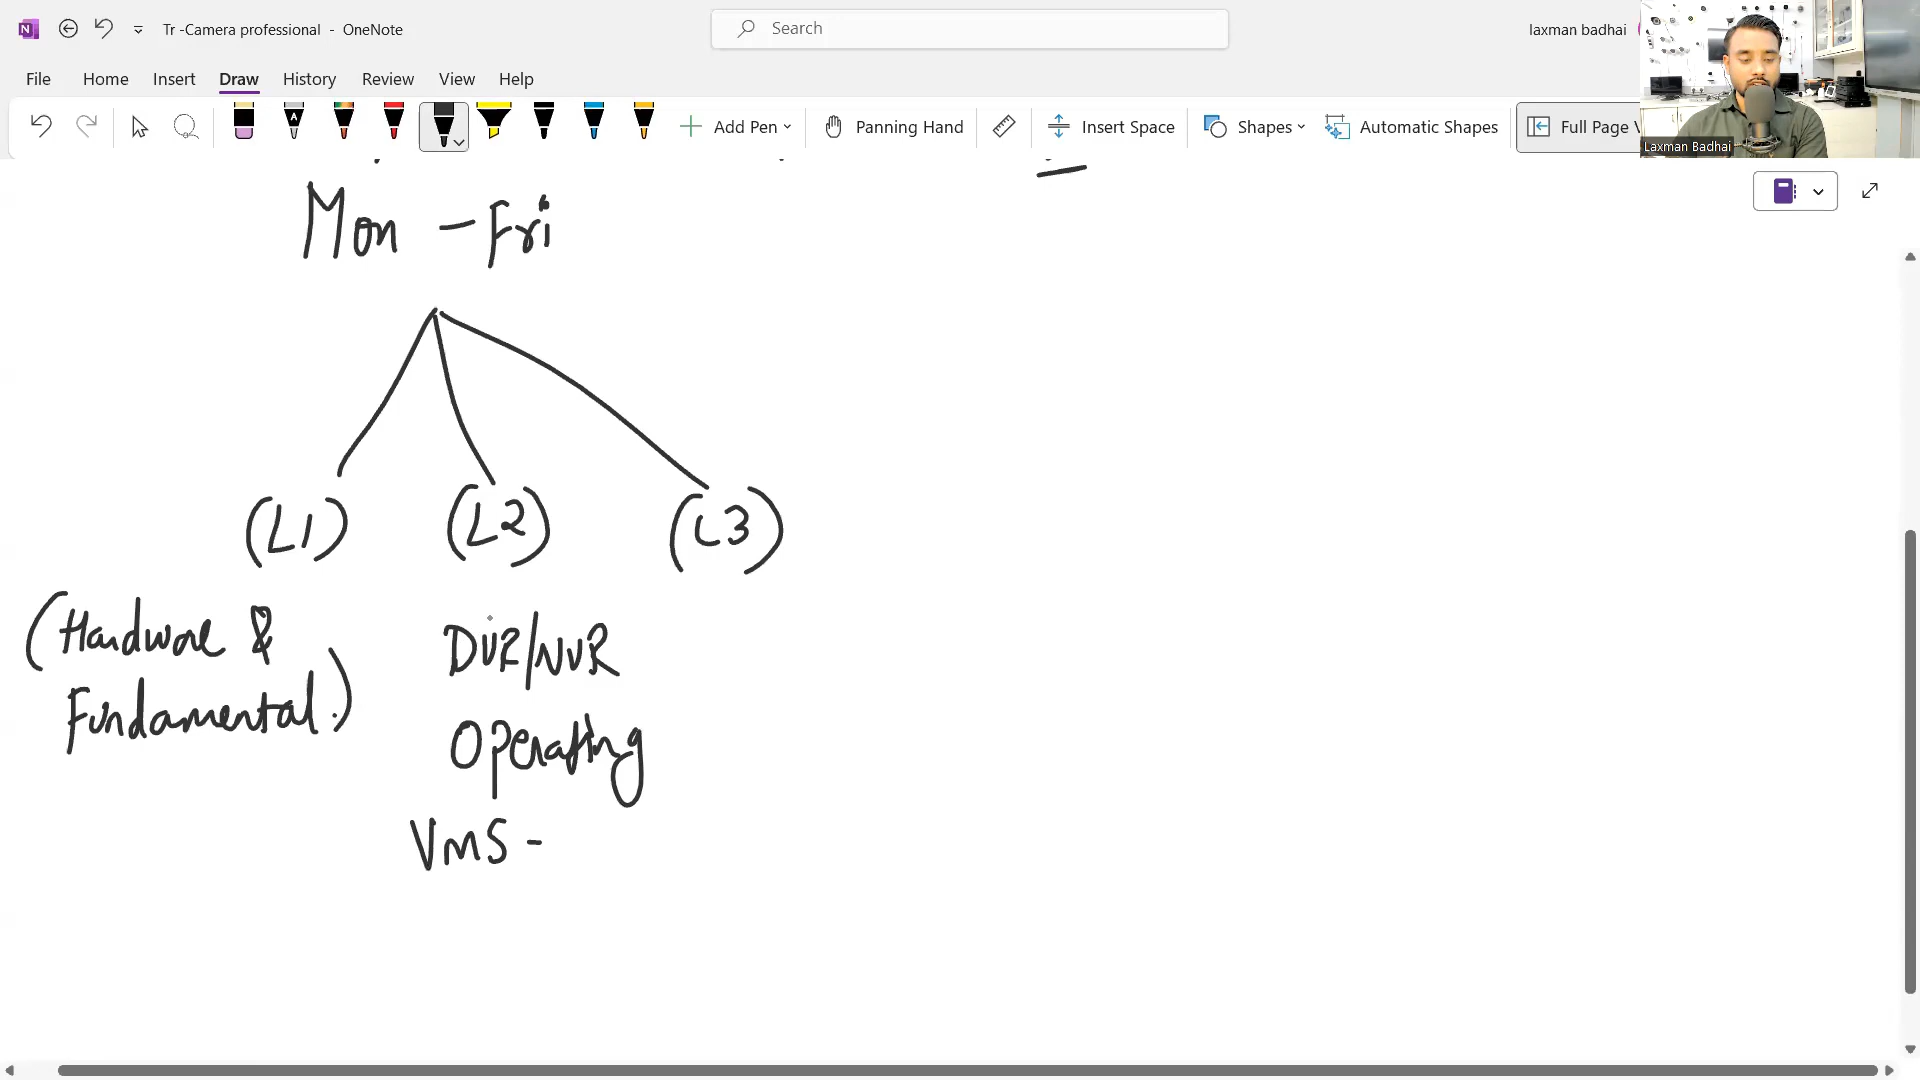 Tr -Camera professional - OneNote
Search
laxman badhai
File Home Insert Draw History Review View Help
Add Pen
Panning Hand
Insert Space
Shapes
Automatic Shapes
Full Page V
Laxman Badhai
Mon - Fri
(L1) (L2) (L3)
(Hardware &
Fundamental.)
DVR/NVR
Operating
VMS -